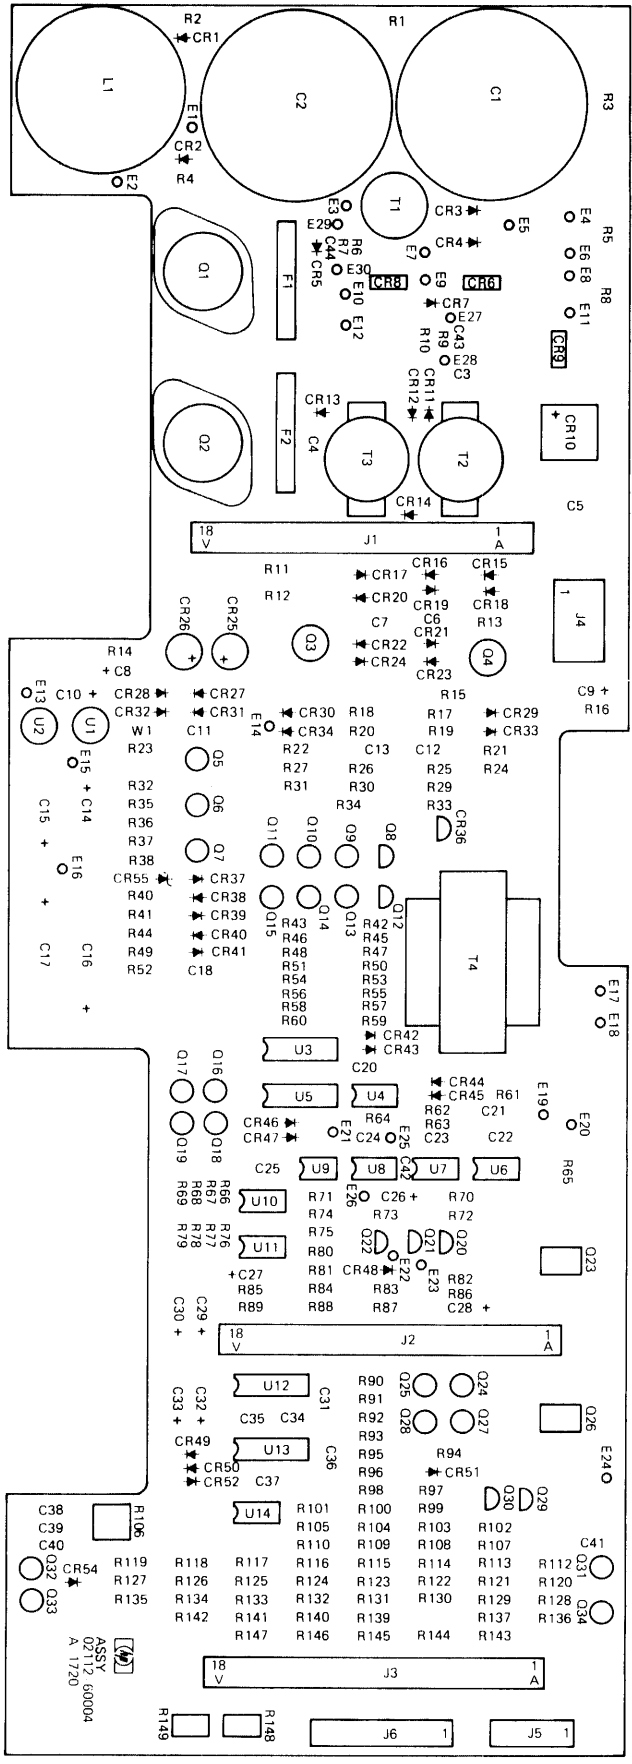 R2
CR1
R1
L1
C2
C1
R3
E1
CR2
R4
E2
E3
T1
CR3
E4
E29
E5
R5
C44
R7
R6
CR5
E7
CR4
E6
Q1
F1
E30
CR8
E9
CR6
E8
E10
CR7
R8
E27
E11
E12
R10
R9
C43
E28
C3
CR9
CR12
CR11
CR13
CR10
+
Q2
F2
C4
T3
T2
C5
CR14
18
V
J1
1
A
R11
CR17
CR16
CR15
R12
CR20
CR19
CR18
1
J4
CR26
CR25
C7
C6
R13
Q3
CR22
CR21
Q4
R14
+ +
CR24
CR23
+ C8
E13
C10 +
CR28
CR27
R15
C9 +
R16
U2
U1
CR32
CR31
E14
CR30
R18
R17
CR29
W1
C11
CR34
R20
R19
CR33
R23
Q5
R22
C13
C12
R21
E15
R27
R26
R25
R24
R32
R31
R30
R29
C15
C14
+
R35
Q6
R34
R33
R36
CR36
+
R37
Q11
Q10
Q9
Q8
R38
Q7
E16
CR55
CR37
R40
CR38
+
R41
CR39
Q15
Q14
Q13
Q12
R44
CR40
R43
R42
R46
R45
C17
C16
R49
CR41
R48
R47
T4
R52
C18
R51
R50
R54
R53
E17
+
R56
R55
R58
R57
E18
R60
R59
CR42
U3
CR43
C20
Q17
Q16
CR44
U5
U4
CR45
R61
R62
C21
E19
R64
E20
Q19
Q18
CR46
E21
R63
CR47
C24
E25
C23
C22
C25
U9
U8
C42
U7
U6
R65
R69
R68
R67
R66
U10
R71
E26
C26 +
R70
R74
R73
R72
R79
R78
R77
R76
U11
R75
Q22
Q21
Q20
R80
E22
E23
Q23
+ C27
R81
CR48
R82
R85
R84
R83
R86
C30
C29
R89
R88
R87
C28 +
+ +
18
V
J2
1
A
U12
R90
Q25
Q24
C31
R91
C33
C32
C35
C34
R92
Q28
Q27
Q26
+ +
R93
CR49
U13
C36
R95
R94
CR50
R96
CR51
E24
CR52
C37
R98
R97
Q30
Q29
C38
R106
U14
R101
R100
R99
C39
R105
R104
R103
R102
C40
R110
R109
R108
R107
C41
Q32
R119
R118
R117
R116
R115
R114
R113
R112
Q31
CR54
R127
R126
R125
R124
R123
R122
R121
R120
Q33
R135
R134
R133
R132
R131
R130
R129
R128
Q34
R142
R141
R140
R139
R137
R136
R147
R146
R145
R144
R143
hp
ASSY
02112 60004
A 1720
18
V
J3
1
A
R149
R148
J6 1
J5 1